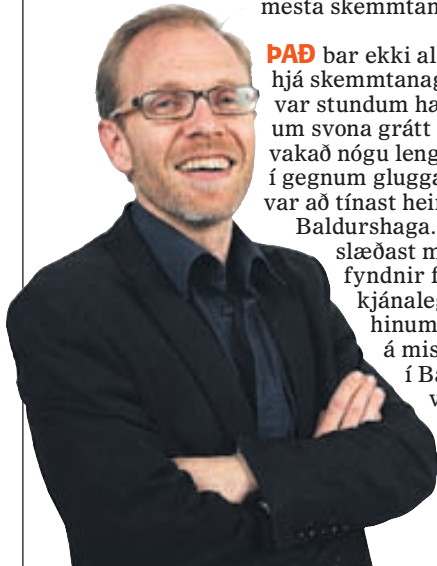 mesta skemmtan
ÞAÐ bar ekki al
hjá skemmtanag
var stundum ha
um svona grátt
vakað nógu leng
í gegnum glugga
var að tínast hein
Baldurshaga.
slæðast m
fyndnir f
kjánaleg
hinum
á mis
í Ba
v